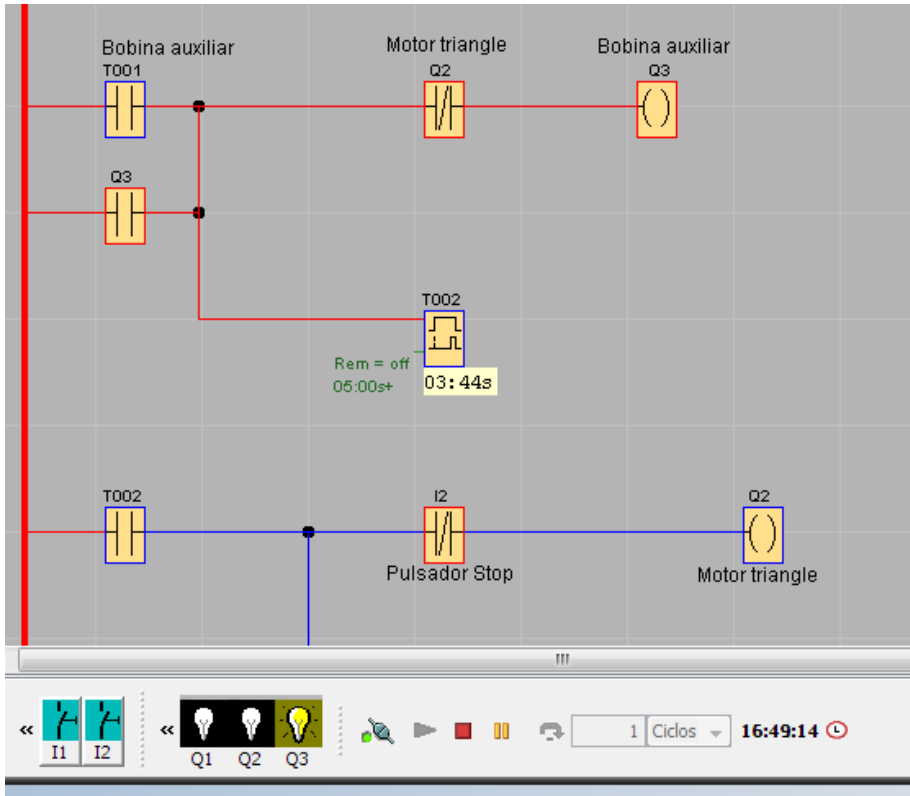 Bobina auxiliar
T001
Motor triangle
Q2
Bobina auxiliar
Q3
Q3
T002
Rem = off
05:00s+
03:44s
T002
I2
Q2
Pulsador Stop
Motor triangle
«
I1
I2
«
Q1
Q2
Q3
1
Ciclos
16:49:14